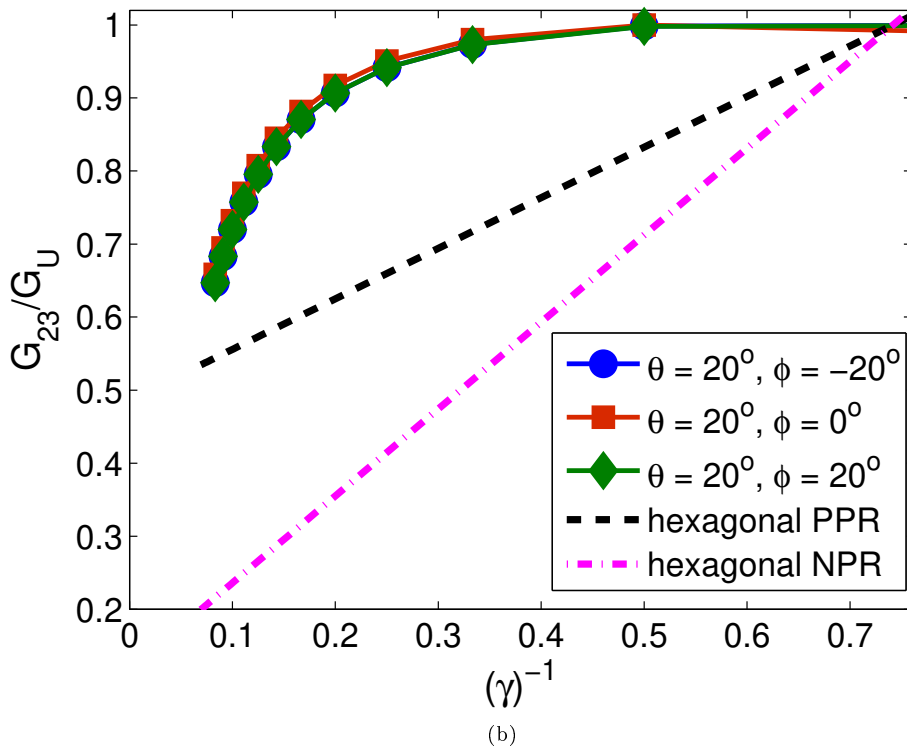 1
0.9
0.8
0.7
0.6
0.5
0.4
0.3
0.2
G₂₃/G_U
0 0.1 0.2 0.3 0.4 0.5 0.6 0.7
(γ)⁻¹
θ = 20º, ϕ = −20º
θ = 20º, ϕ = 0º
θ = 20º, ϕ = 20º
hexagonal PPR
hexagonal NPR
(b)